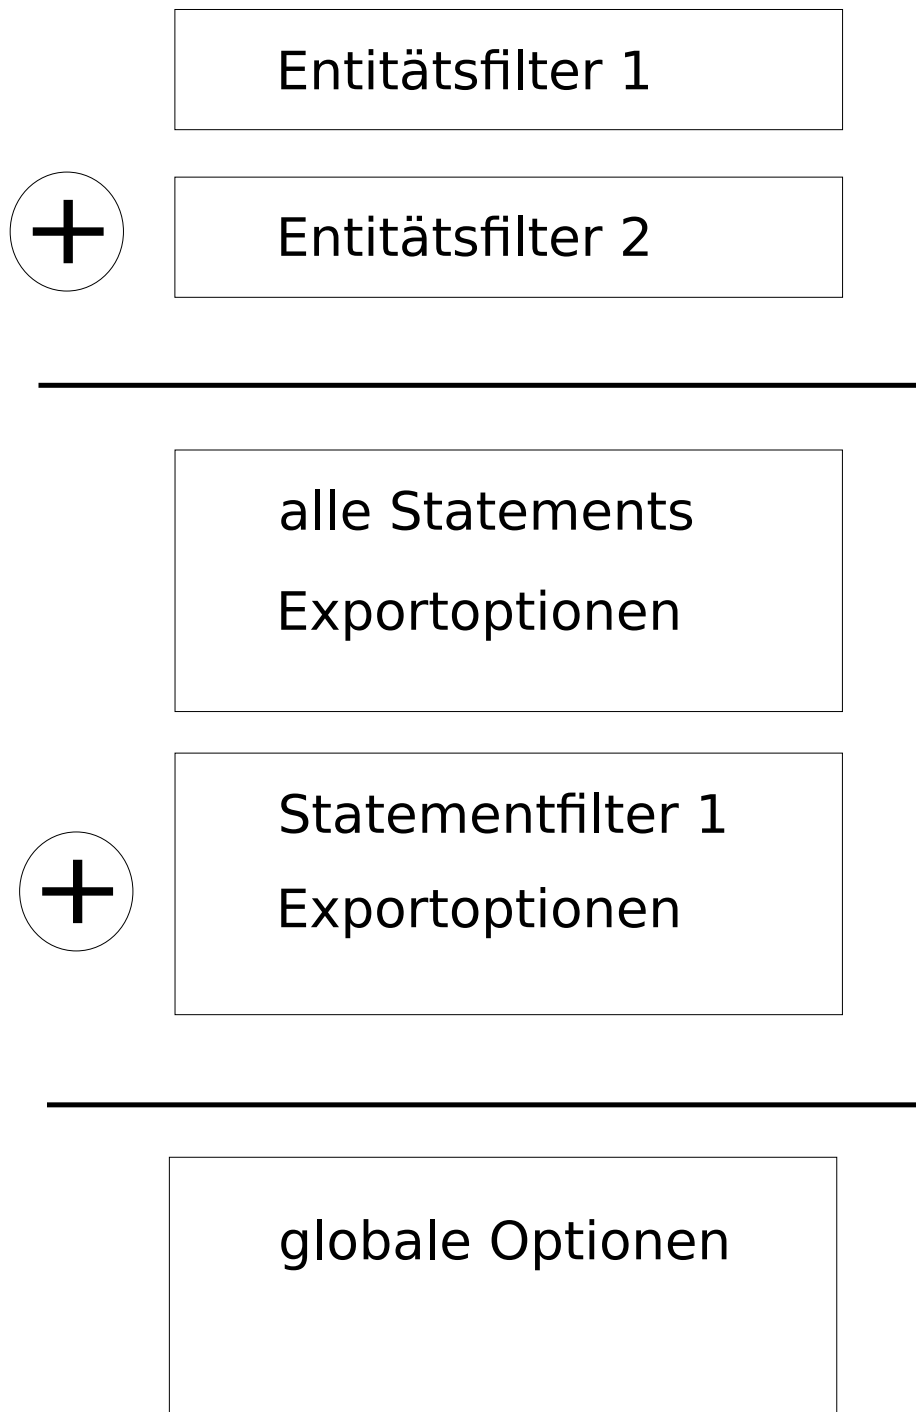 Entitätsfilter 1
Entitätsfilter 2
alle Statements
Exportoptionen
Statementfilter 1
Exportoptionen
globale Optionen